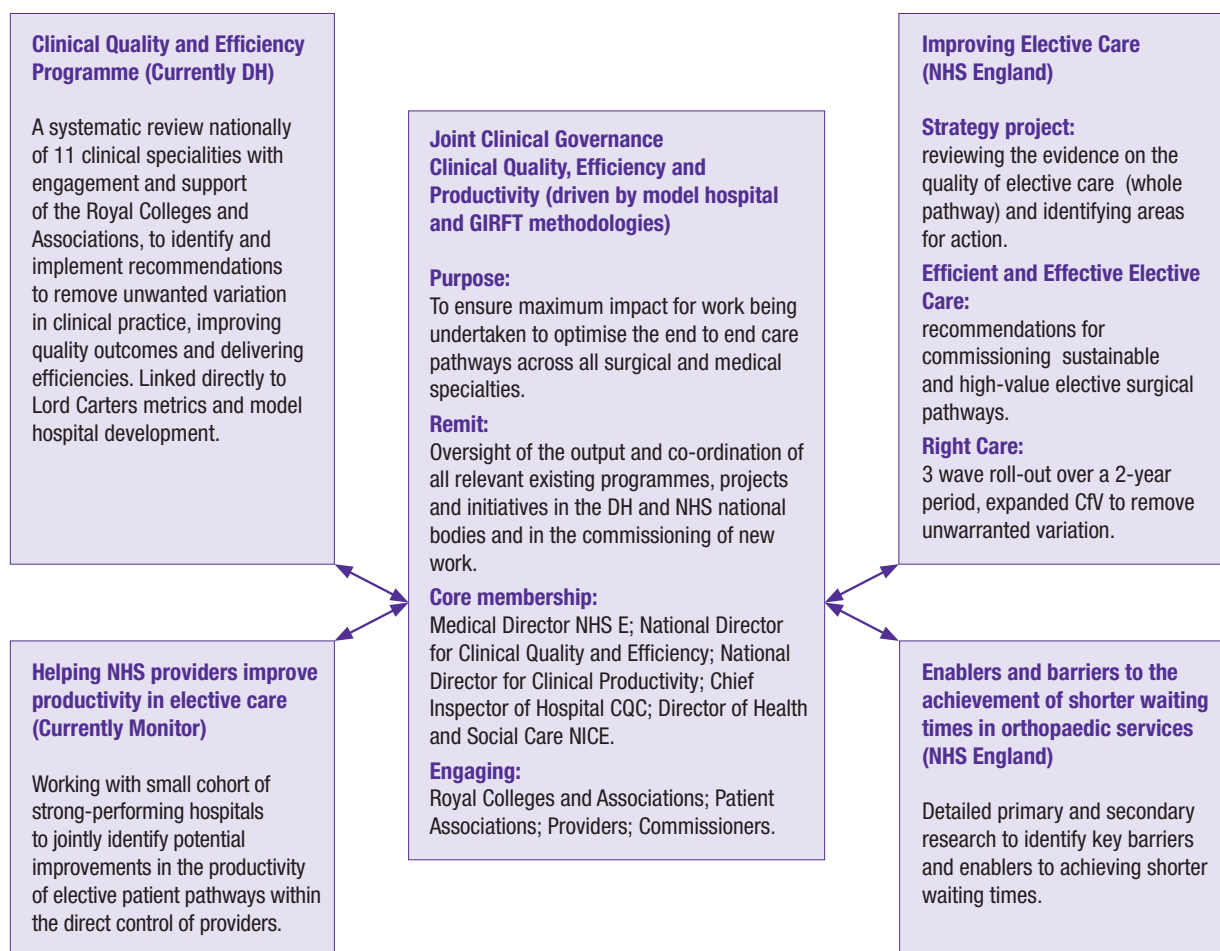 Clinical Quality and Efficiency
Programme (Currently DH)
A systematic review nationally
of 11 clinical specialities with
engagement and support
of the Royal Colleges and
Associations, to identify and
implement recommendations
to remove unwanted variation
in clinical practice, improving
quality outcomes and delivering
efficiencies. Linked directly to
Lord Carters metrics and model
hospital development.
Helping NHS providers improve
productivity in elective care
(Currently Monitor)
Working with small cohort of
strong-performing hospitals
to jointly identify potential
improvements in the productivity
of elective patient pathways within
the direct control of providers.
Joint Clinical Governance
Clinical Quality, Efficiency and
Productivity (driven by model hospital
and GIRFT methodologies)
Purpose:
To ensure maximum impact for work being
undertaken to optimise the end to end care
pathways across all surgical and medical
specialties.
Remit:
Oversight of the output and co-ordination of
all relevant existing programmes, projects
and initiatives in the DH and NHS national
bodies and in the commissioning of new
work.
Core membership:
Medical Director NHS E; National Director
for Clinical Quality and Efficiency; National
Director for Clinical Productivity; Chief
Inspector of Hospital CQC; Director of Health
and Social Care NICE.
Engaging:
Royal Colleges and Associations; Patient
Associations; Providers; Commissioners.
Improving Elective Care
(NHS England)
Strategy project:
reviewing the evidence on the
quality of elective care (whole
pathway) and identifying areas
for action.
Efficient and Effective Elective
Care:
recommendations for
commissioning sustainable
and high-value elective surgical
pathways.
Right Care:
3 wave roll-out over a 2-year
period, expanded CfV to remove
unwarranted variation.
Enablers and barriers to the
achievement of shorter waiting
times in orthopaedic services
(NHS England)
Detailed primary and secondary
research to identify key barriers
and enablers to achieving shorter
waiting times.